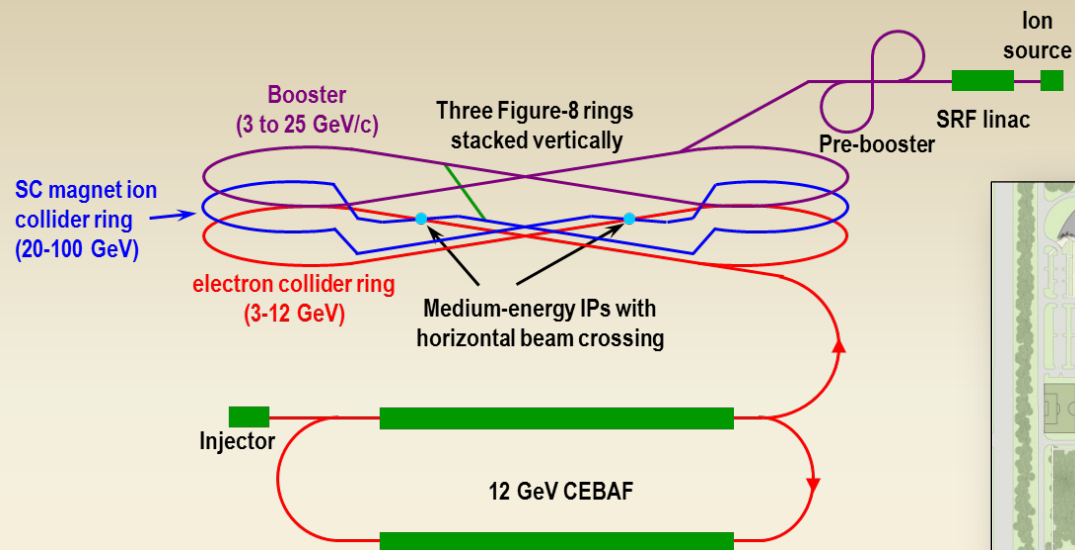 Ion
source
Booster
(3 to 25 GeV/c)
Three Figure-8 rings
stacked vertically
SRF linac
Pre-booster
SC magnet ion
collider ring
(20-100 GeV)
electron collider ring
(3-12 GeV)
Medium-energy IPs with
horizontal beam crossing
Injector
12 GeV CEBAF